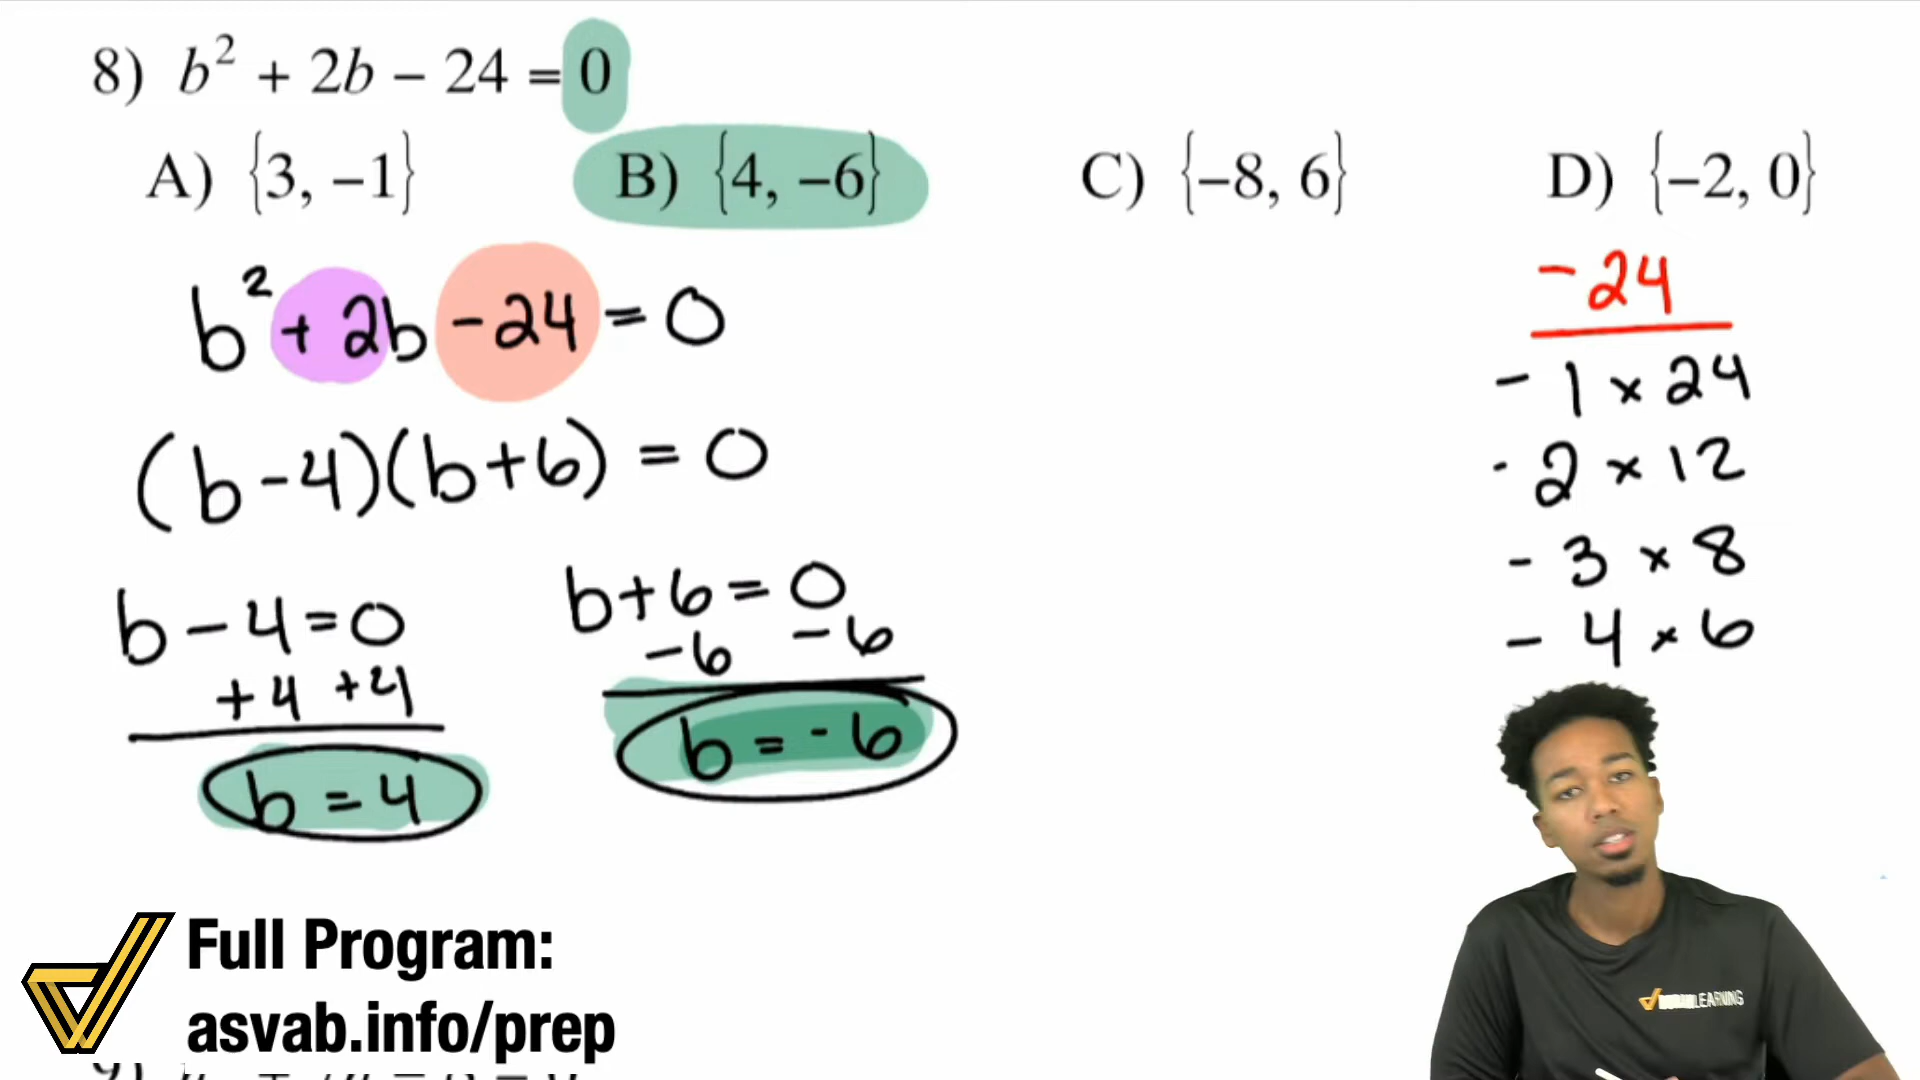 8) b² + 2b − 24 = 0
A) {3, −1} B) {4, −6} C) {−8, 6} D) {−2, 0}
b² + 2b − 24 = 0
(b − 4)(b + 6) = 0
b − 4 = 0
+4 +4
b = 4
b + 6 = 0
−6 −6
b = −6
−24
− 1 × 24
- 2 × 12
− 3 × 8
− 4 × 6
Full Program:
asvab.info/prep
LEARNING